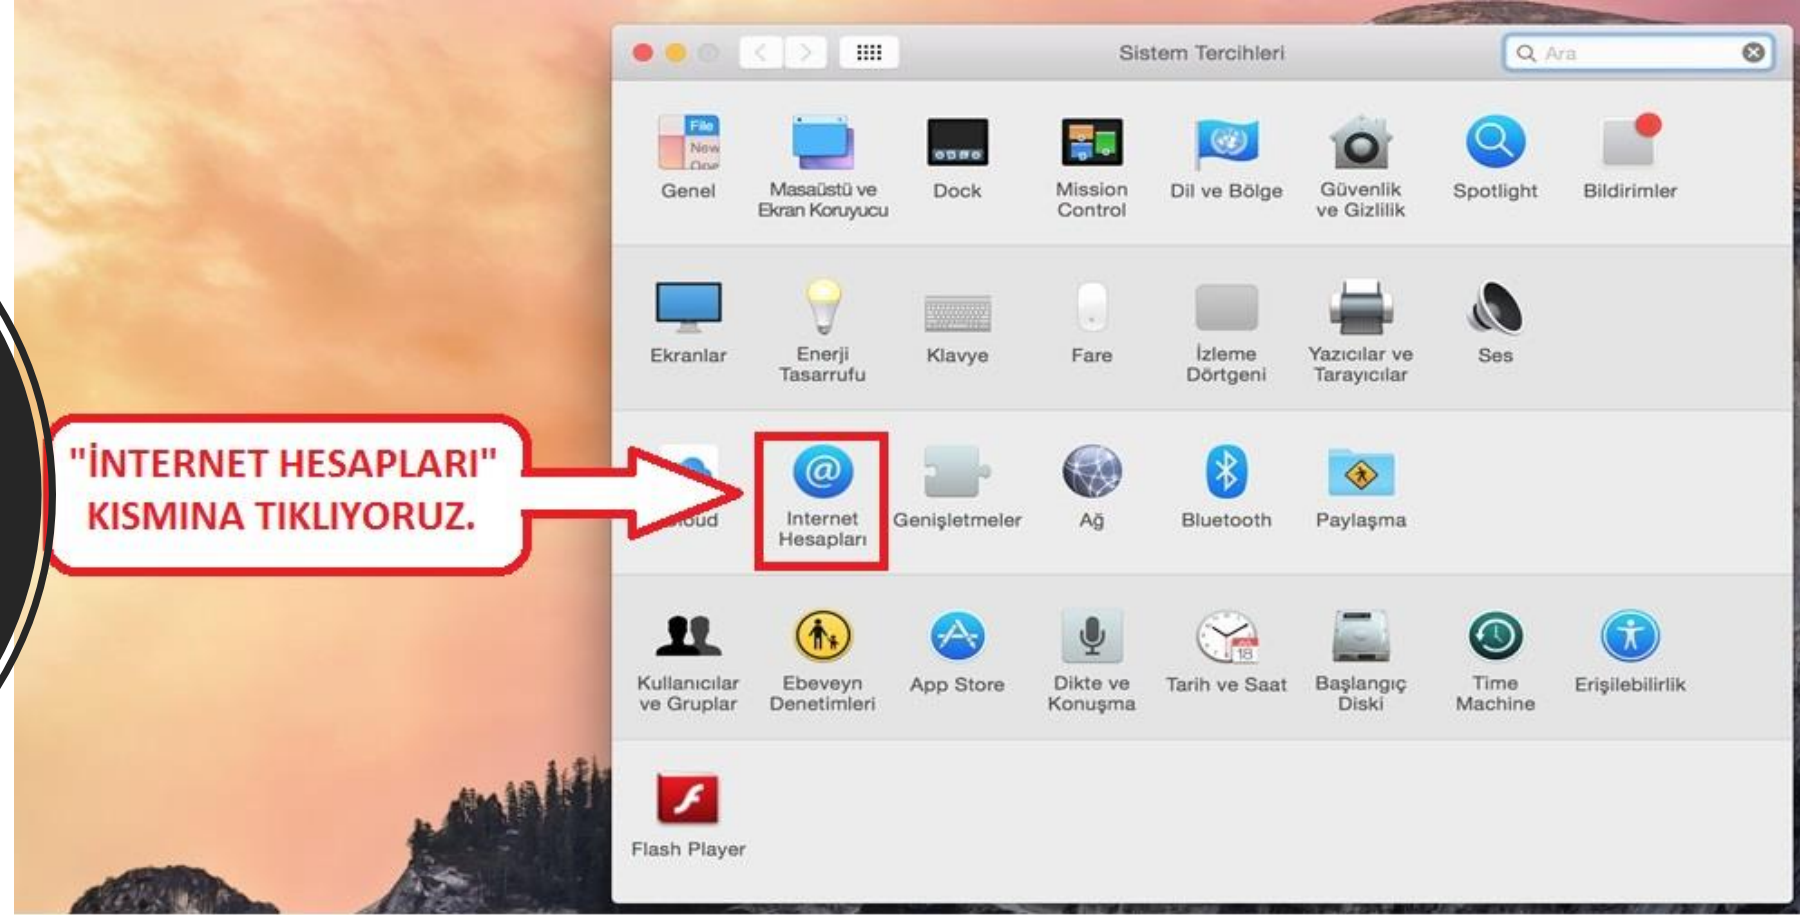 Sistem Tercihleri
Ara
File
New
Genel
Masaüstü ve
Ekran Koruyucu
Dock
Mission
Control
Dil ve Bölge
Güvenlik
ve Gizlilik
Spotlight
Bildirimler
Ekranlar
Enerji
Tasarrufu
Klavye
Fare
İzleme
Dörtgeni
Yazıcılar ve
Tarayıcılar
Ses
"İNTERNET HESAPLARI"
KISMINA TIKLIYORUZ.
@
Internet
Hesapları
Genişletmeler
Ağ
Bluetooth
Paylaşma
Kullanıcılar
ve Gruplar
Ebeveyn
Denetimleri
App Store
Dikte ve
Konuşma
18
Tarih ve Saat
Başlangıç
Diski
Time
Machine
Erişilebilirlik
Flash Player